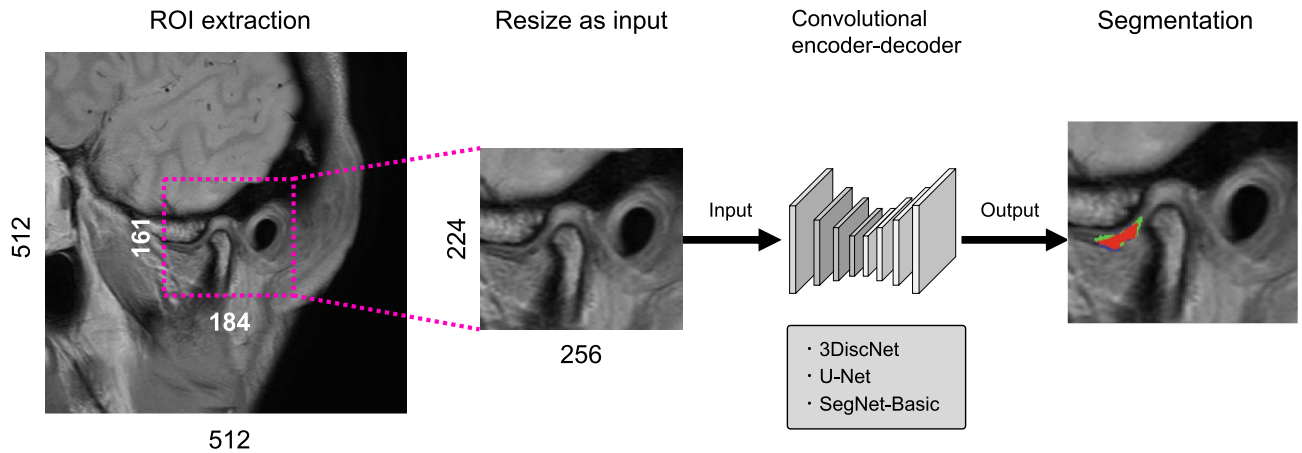 ROI extraction
Resize as input
Convolutional
encoder-decoder
Segmentation
512
161
184
512
224
256
Input
Output
・3DiscNet
・U-Net
・SegNet-Basic